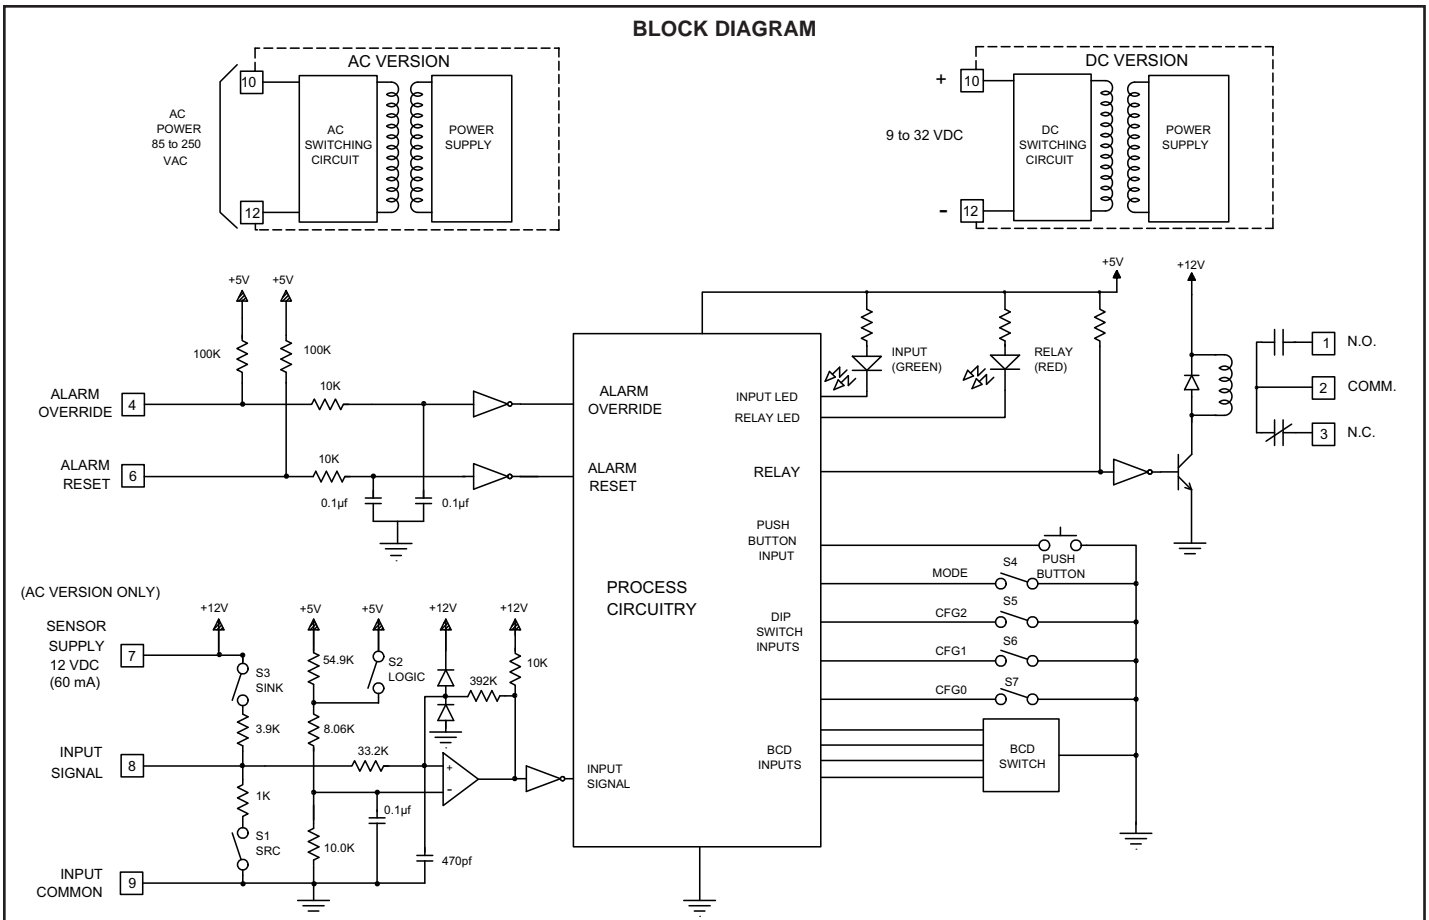 BLOCK DIAGRAM
AC VERSION
10
AC
POWER
85 to 250
VAC
AC
SWITCHING
CIRCUIT
POWER
SUPPLY
12
DC VERSION
+
10
9 to 32 VDC
DC
SWITCHING
CIRCUIT
POWER
SUPPLY
-
12
+5V
+5V
100K
100K
ALARM
OVERRIDE
4
10K
ALARM
OVERRIDE
ALARM
RESET
6
10K
ALARM
RESET
0.1µf
0.1µf
+5V
+12V
INPUT
(GREEN)
RELAY
(RED)
INPUT LED
RELAY LED
RELAY
1
N.O.
2
COMM.
3
N.C.
PUSH
BUTTON
INPUT
PUSH
BUTTON
MODE
S4
CFG2
S5
DIP
SWITCH
INPUTS
CFG1
S6
CFG0
S7
BCD
INPUTS
BCD
SWITCH
PROCESS
CIRCUITRY
(AC VERSION ONLY)
SENSOR
SUPPLY
12 VDC
(60 mA)
7
+12V
+5V
+5V
+12V
+12V
S3
SINK
54.9K
S2
LOGIC
392K
10K
3.9K
8.06K
INPUT
SIGNAL
8
33.2K
+
-
INPUT
SIGNAL
1K
0.1µf
S1
SRC
10.0K
470pf
INPUT
COMMON
9